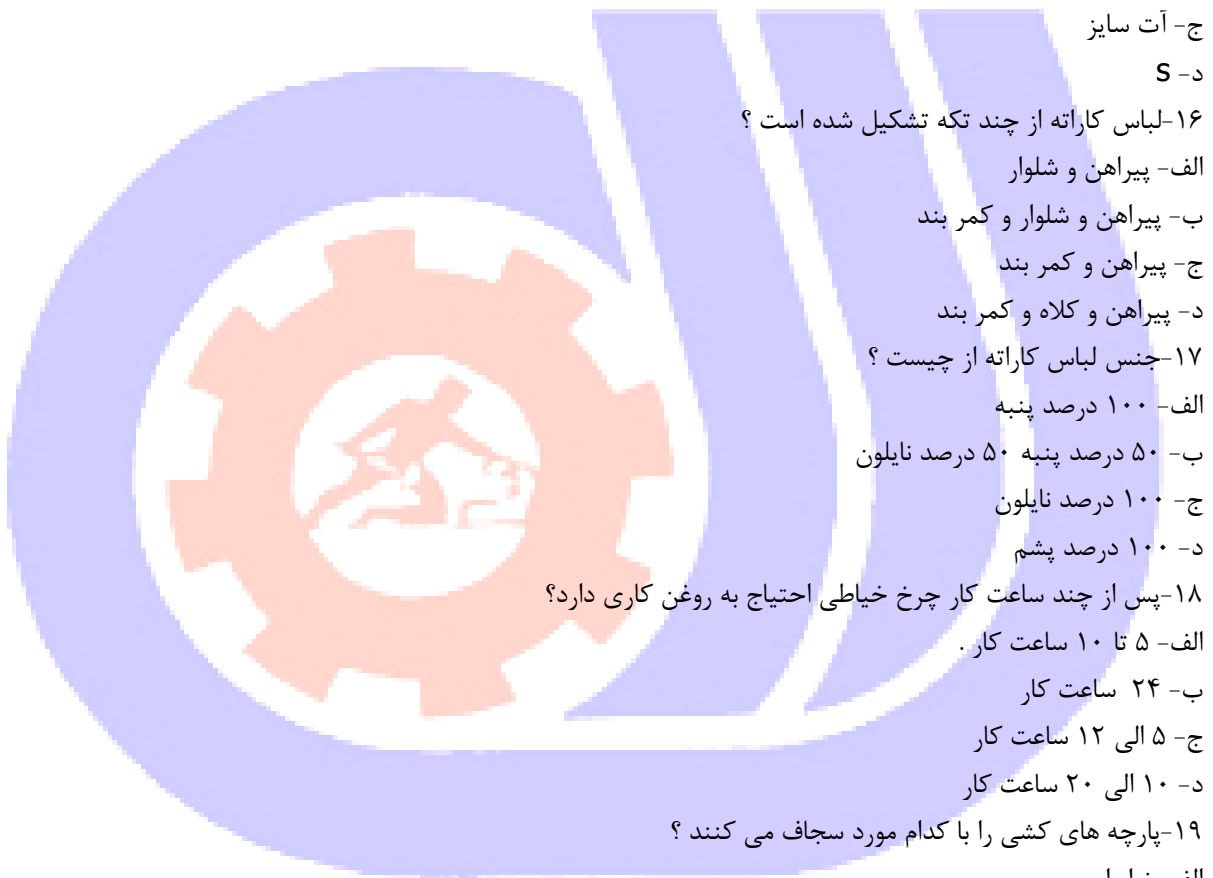 ج- آت سایز
د- S
۱۶-لباس کاراته از چند تکه تشکیل شده است ؟
الف- پیراهن و شلوار
ب- پیراهن و شلوار و کمر بند
ج- پیراهن و کمر بند
د- پیراهن و کلاه و کمر بند
۱۷-جنس لباس کاراته از چیست ؟
الف- ۱۰۰ درصد پنبه
ب- ۵۰ درصد پنبه ۵۰ درصد نایلون
ج- ۱۰۰ درصد نایلون
د- ۱۰۰ درصد پشم
۱۸-پس از چند ساعت کار چرخ خیاطی احتیاج به روغن کاری دارد؟
الف- ۵ تا ۱۰ ساعت کار .
ب- ۲۴ ساعت کار
ج- ۵ الی ۱۲ ساعت کار
د- ۱۰ الی ۲۰ ساعت کار
۱۹-پارچه های کشی را با کدام مورد سجاف می کنند ؟